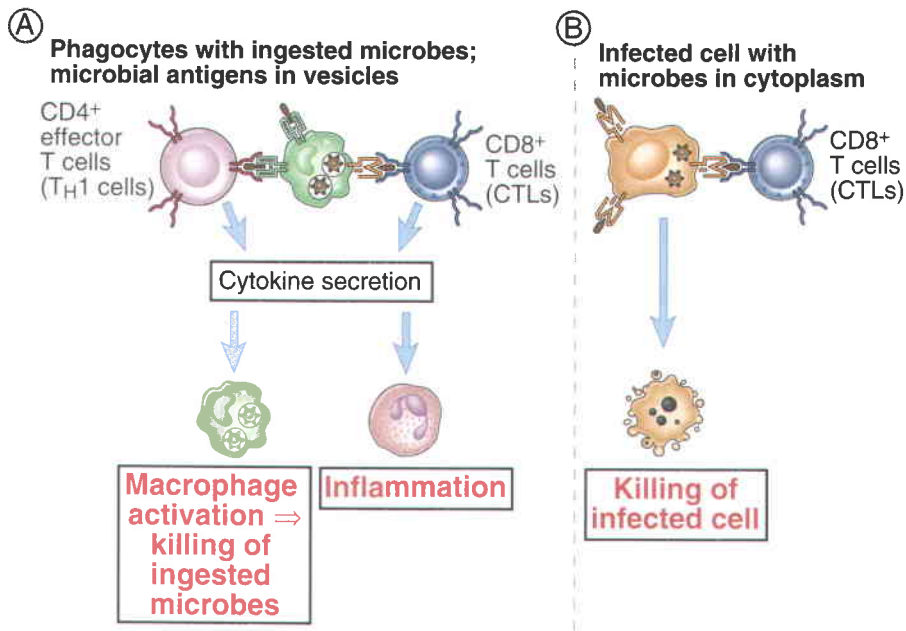 A
Phagocytes with ingested microbes;
microbial antigens in vesicles
CD4+
effector
T cells
(TH1 cells)
CD8+
T cells
(CTLs)
Cytokine secretion
Macrophage
activation ⇒
killing of
ingested
microbes
Inflammation
B
Infected cell with
microbes in cytoplasm
CD8+
T cells
(CTLs)
Killing of
infected cell